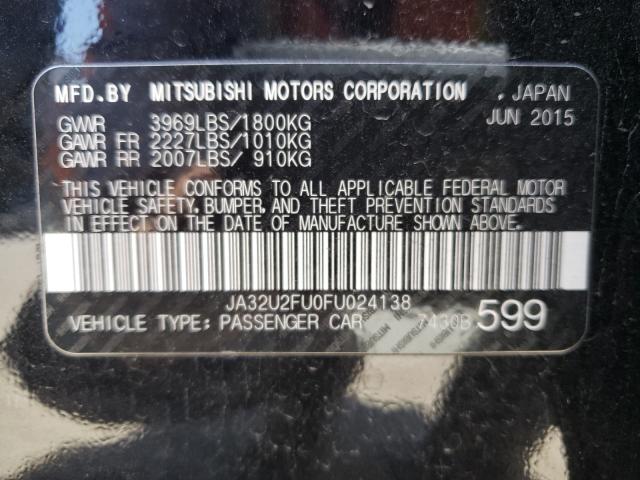 MFD.BY MITSUBISHI MOTORS CORPORATION . JAPAN
GVWR 3969LBS/1800KG JUN 2015
GAWR FR 2227LBS/1010KG
GAWR RR 2007LBS/ 910KG
THIS VEHICLE CONFORMS TO ALL APPLICABLE FEDERAL MOTOR
VEHICLE SAFETY, BUMPER, AND THEFT PREVENTION STANDARDS
IN EFFECT ON THE DATE OF MANUFACTURE SHOWN ABOVE.
JA32U2FU0FU024138
VEHICLE TYPE: PASSENGER CAR 7430B 599